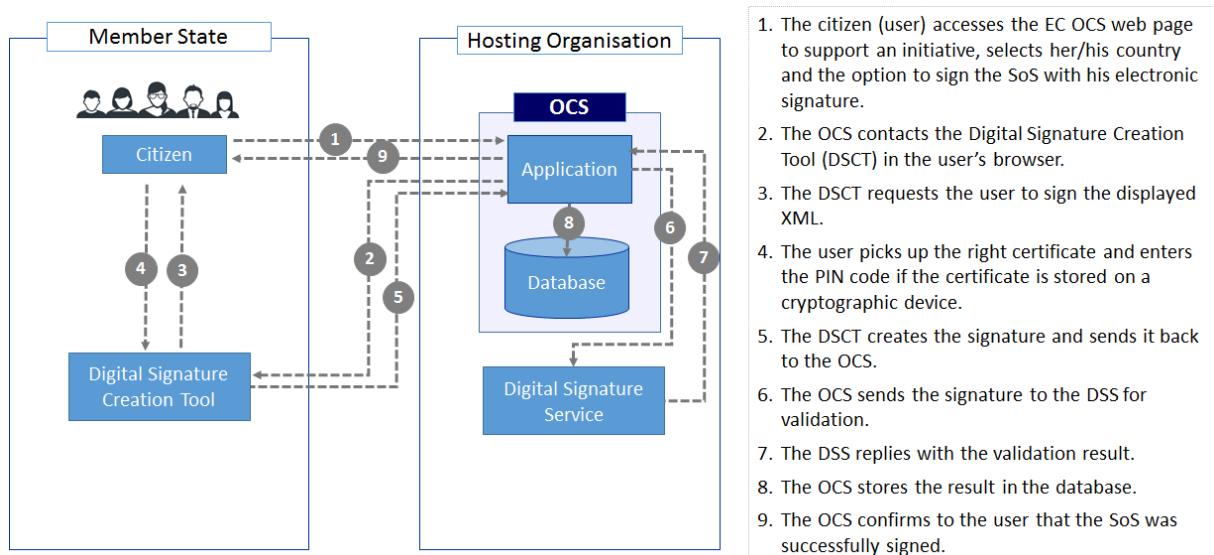 Member State
Hosting Organisation
OCS
Citizen
1
9
Application
8
6
4
3
2
5
7
Database
Digital Signature
Creation Tool
Digital Signature
Service
1. The citizen (user) accesses the EC OCS web page
to support an initiative, selects her/his country
and the option to sign the SoS with his electronic
signature.
2. The OCS contacts the Digital Signature Creation
Tool (DSCT) in the user's browser.
3. The DSCT requests the user to sign the displayed
XML.
4. The user picks up the right certificate and enters
the PIN code if the certificate is stored on a
cryptographic device.
5. The DSCT creates the signature and sends it back
to the OCS.
6. The OCS sends the signature to the DSS for
validation.
7. The DSS replies with the validation result.
8. The OCS stores the result in the database.
9. The OCS confirms to the user that the SoS was
successfully signed.